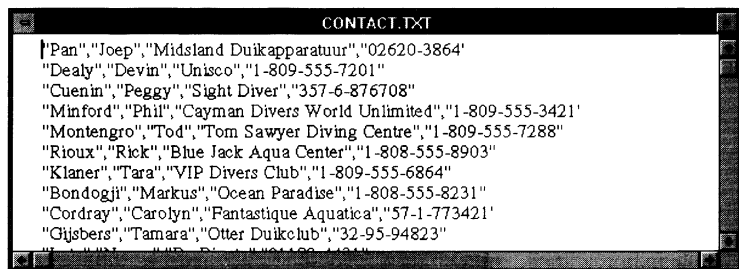 CONTACT.TXT
"Pan","Joep","Midsland Duikapparatuur","02620-3864'
"Dealy","Devin","Unisco","1-809-555-7201"
"Cuenin","Peggy","Sight Diver","357-6-876708"
"Minford","Phil","Cayman Divers World Unlimited","1-809-555-3421'
"Montengro","Tod","Tom Sawyer Diving Centre","1-809-555-7288"
"Rioux","Rick","Blue Jack Aqua Center","1-808-555-8903"
"Klaner","Tara","VIP Divers Club","1-809-555-6864"
"Bondogji","Markus","Ocean Paradise","1-808-555-8231"
"Cordray","Carolyn","Fantastique Aquatica","57-1-773421'
"Gijsbers","Tamara","Otter Duikclub","32-95-94823"